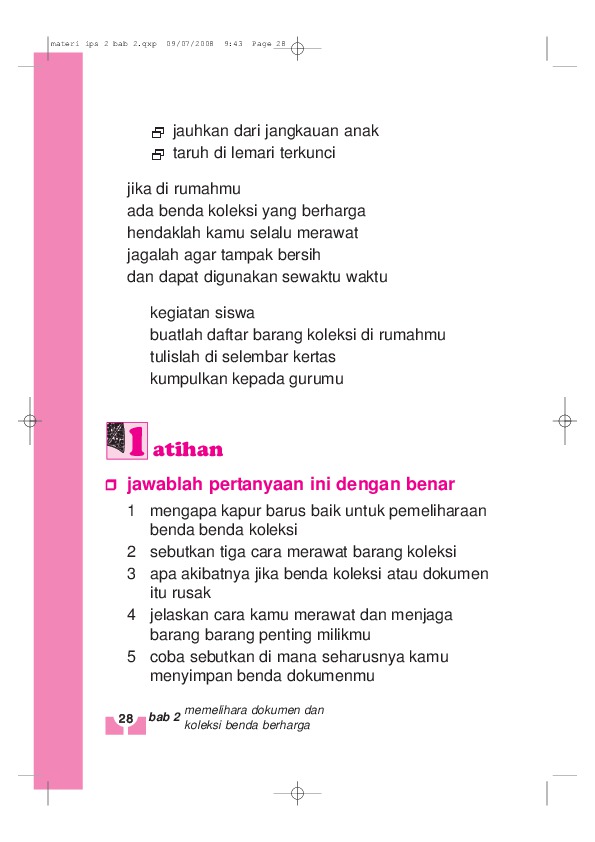 materi ips 2 bab 2.qxp 09/07/2008 9:43 Page 28
jauhkan dari jangkauan anak
taruh di lemari terkunci
jika di rumahmu
ada benda koleksi yang berharga
hendaklah kamu selalu merawat
jagalah agar tampak bersih
dan dapat digunakan sewaktu waktu
kegiatan siswa
buatlah daftar barang koleksi di rumahmu
tulislah di selembar kertas
kumpulkan kepada gurumu
latihan
jawablah pertanyaan ini dengan benar
1 mengapa kapur barus baik untuk pemeliharaan
benda benda koleksi
2 sebutkan tiga cara merawat barang koleksi
3 apa akibatnya jika benda koleksi atau dokumen
itu rusak
4 jelaskan cara kamu merawat dan menjaga
barang barang penting milikmu
5 coba sebutkan di mana seharusnya kamu
menyimpan benda dokumenmu
28 bab 2 memelihara dokumen dan
koleksi benda berharga